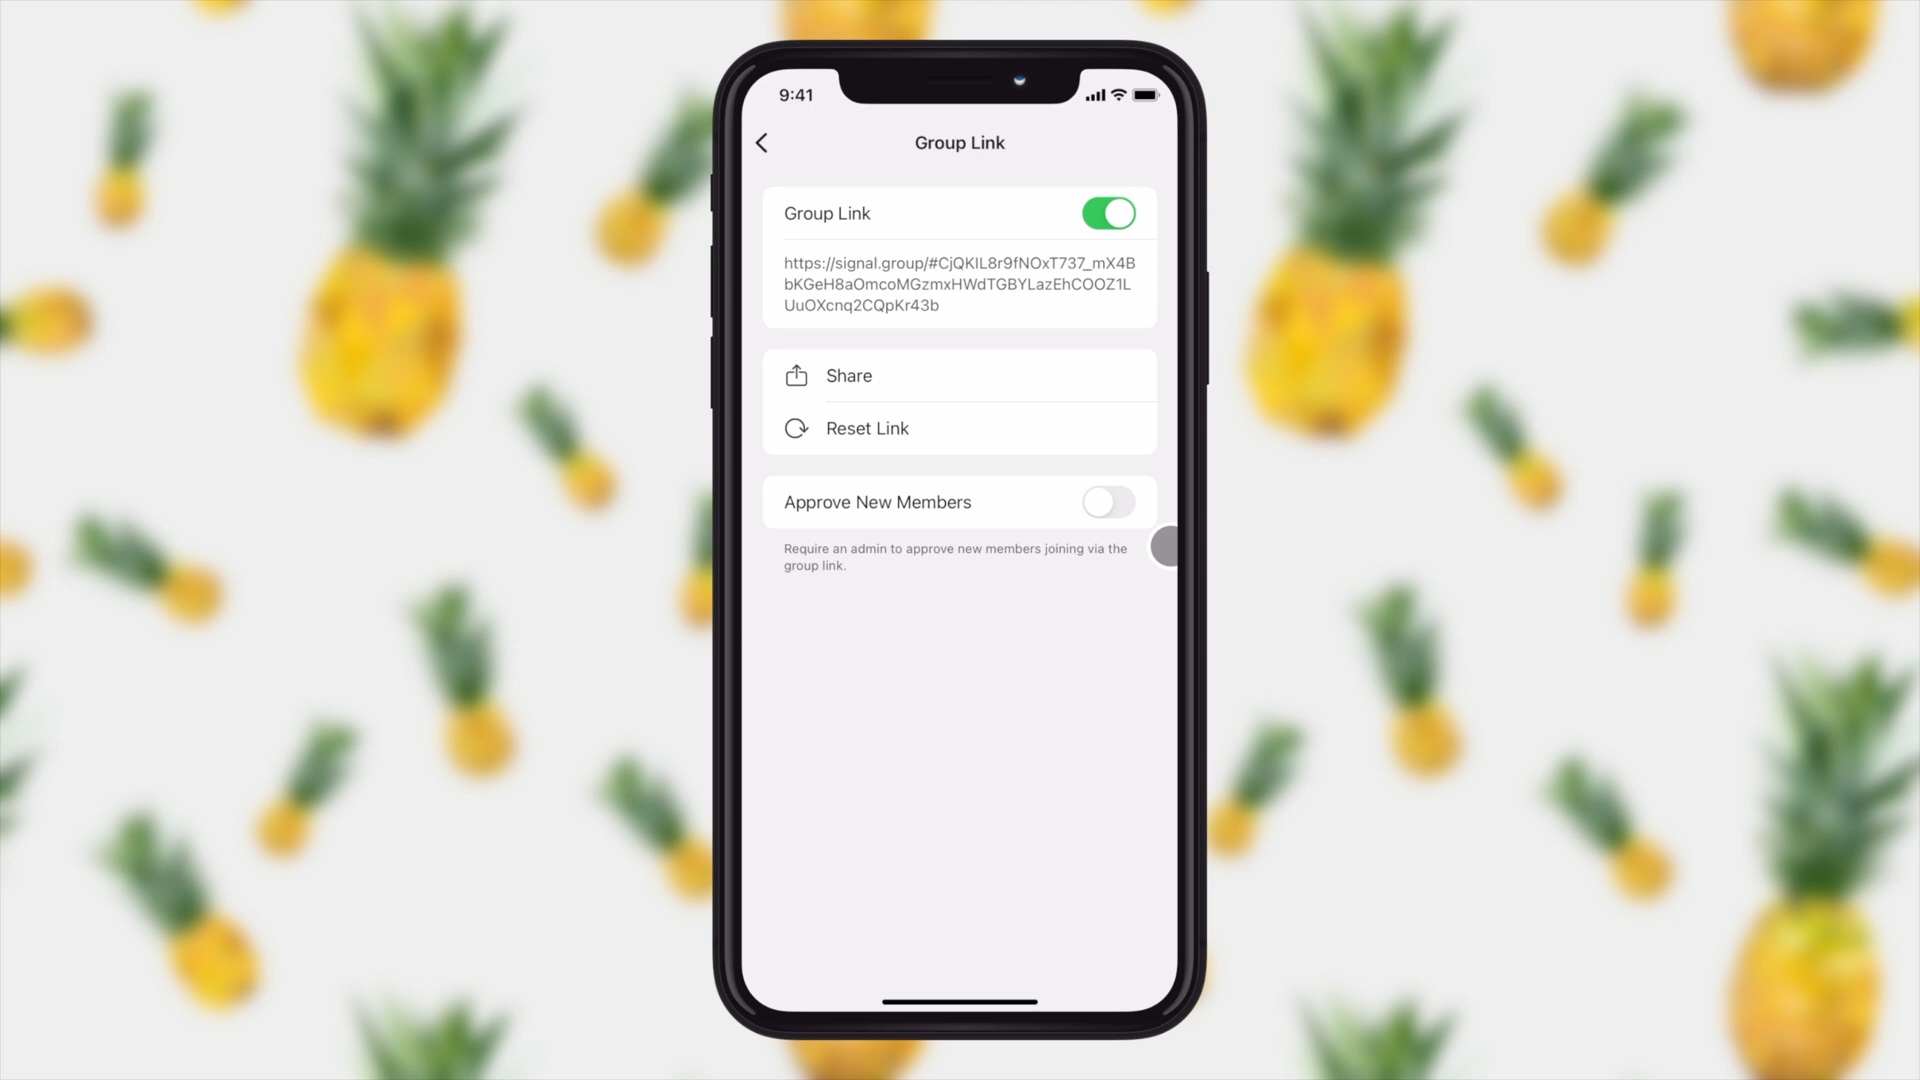 9:41
Group Link
Group Link
https://signal.group/#CjQKIL8r9fNOxT737_mX4B
bKGeH8aOmcoMGzmxHWdTGBYLazEhCOOZ1L
UuOXcnq2CQpKr43b
Share
Reset Link
Approve New Members
Require an admin to approve new members joining via the
group link.